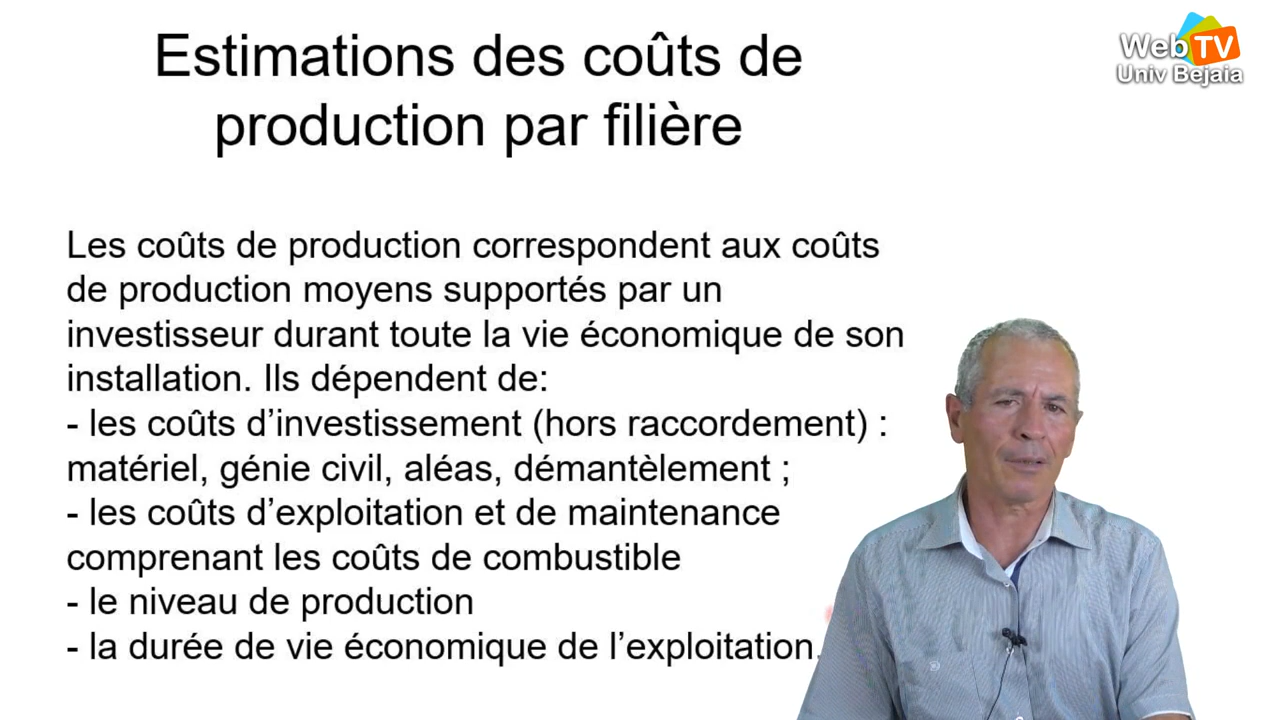 Estimations des coûts de
production par filière
Web TV
Univ Bejaia
Les coûts de production correspondent aux coûts
de production moyens supportés par un
investisseur durant toute la vie économique de son
installation. Ils dépendent de:
- les coûts d’investissement (hors raccordement) :
matériel, génie civil, aléas, démantèlement ;
- les coûts d’exploitation et de maintenance
comprenant les coûts de combustible
- le niveau de production
- la durée de vie économique de l’exploitation.